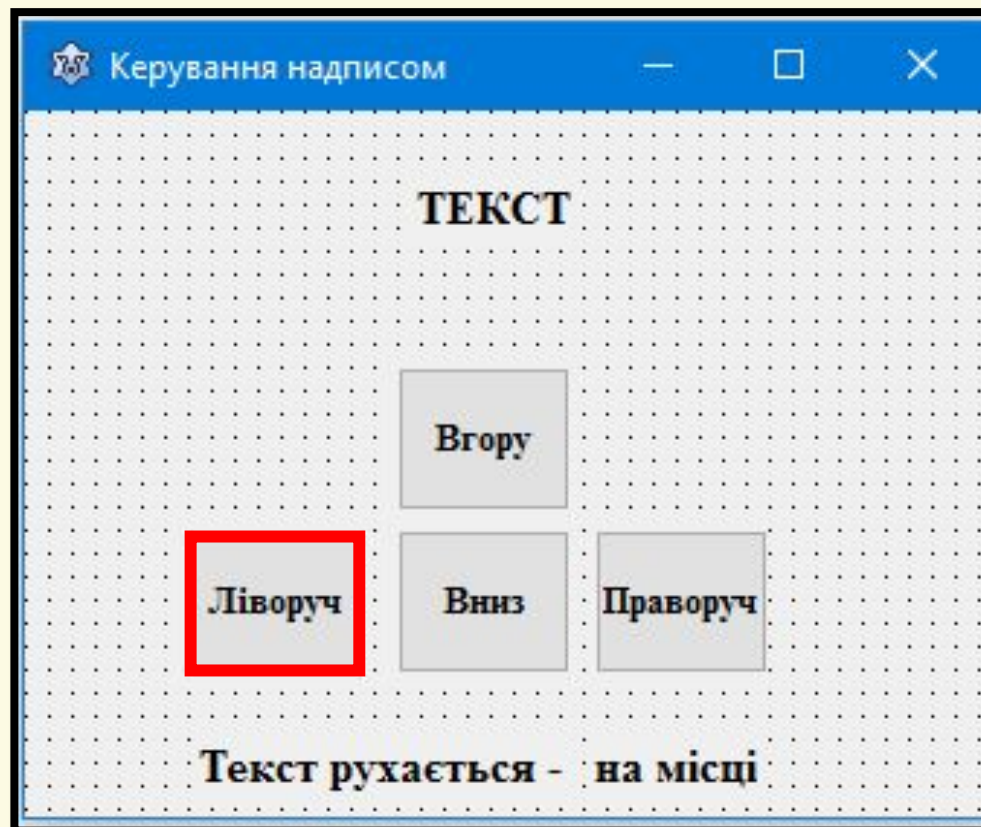 Керування надписом
ТЕКСТ
Вгору
Ліворуч Вниз Праворуч
Текст рухається - на місці